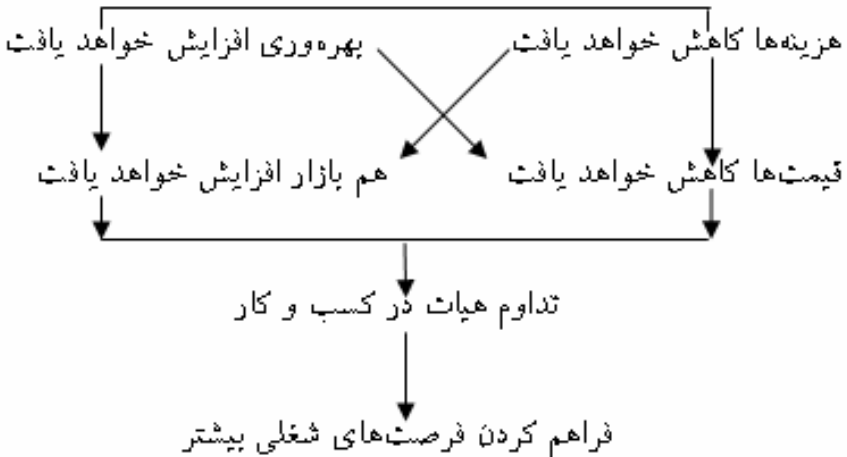 هزینه‌ها کاهش خواهد یافت
بهره‌وری افزایش خواهد یافت
قیمت‌ها کاهش خواهد یافت
هم بازار افزایش خواهد یافت
تداوم هیات در کسب و کار
فراهم کردن فرصت‌های شغلی بیشتر